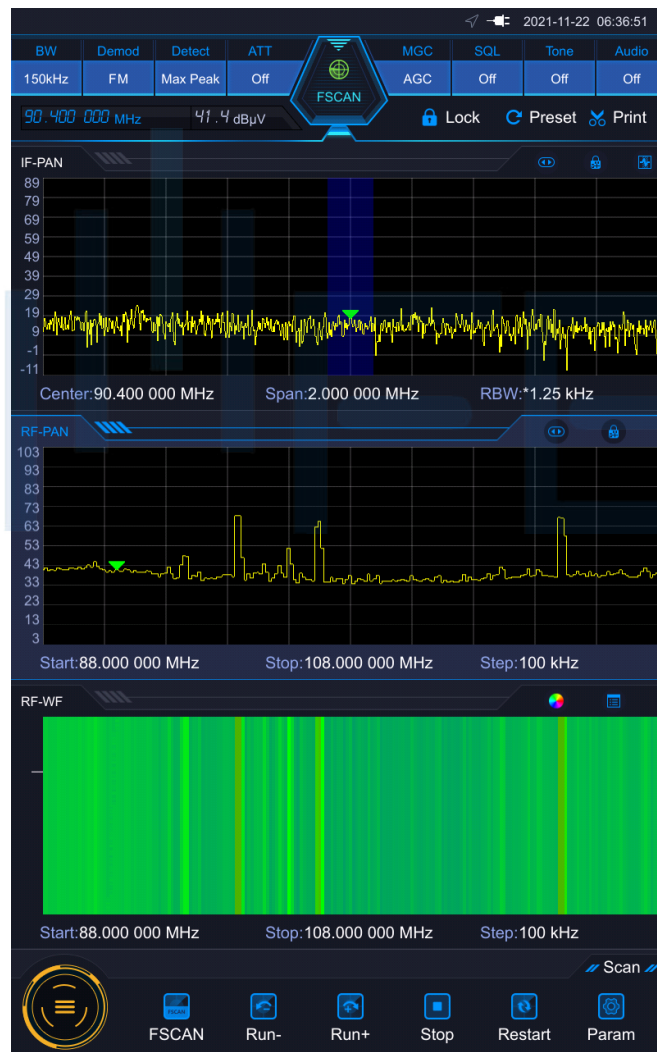 2021-11-22 06:36:51
BW Demod Detect ATT MGC SQL Tone Audio
150kHz FM Max Peak Off FSCAN AGC Off Off Off
90.400 000 MHz 41.4 dBµV Lock Preset Print
IF-PAN
89
79
69
59
49
39
29
19
9
-1
-11
Center:90.400 000 MHz Span:2.000 000 MHz RBW:*1.25 kHz
RF-PAN
103
93
83
73
63
53
43
33
23
13
3
Start:88.000 000 MHz Stop:108.000 000 MHz Step:100 kHz
RF-WF
Start:88.000 000 MHz Stop:108.000 000 MHz Step:100 kHz
Scan
FSCAN
FSCAN Run- Run+ Stop Restart Param